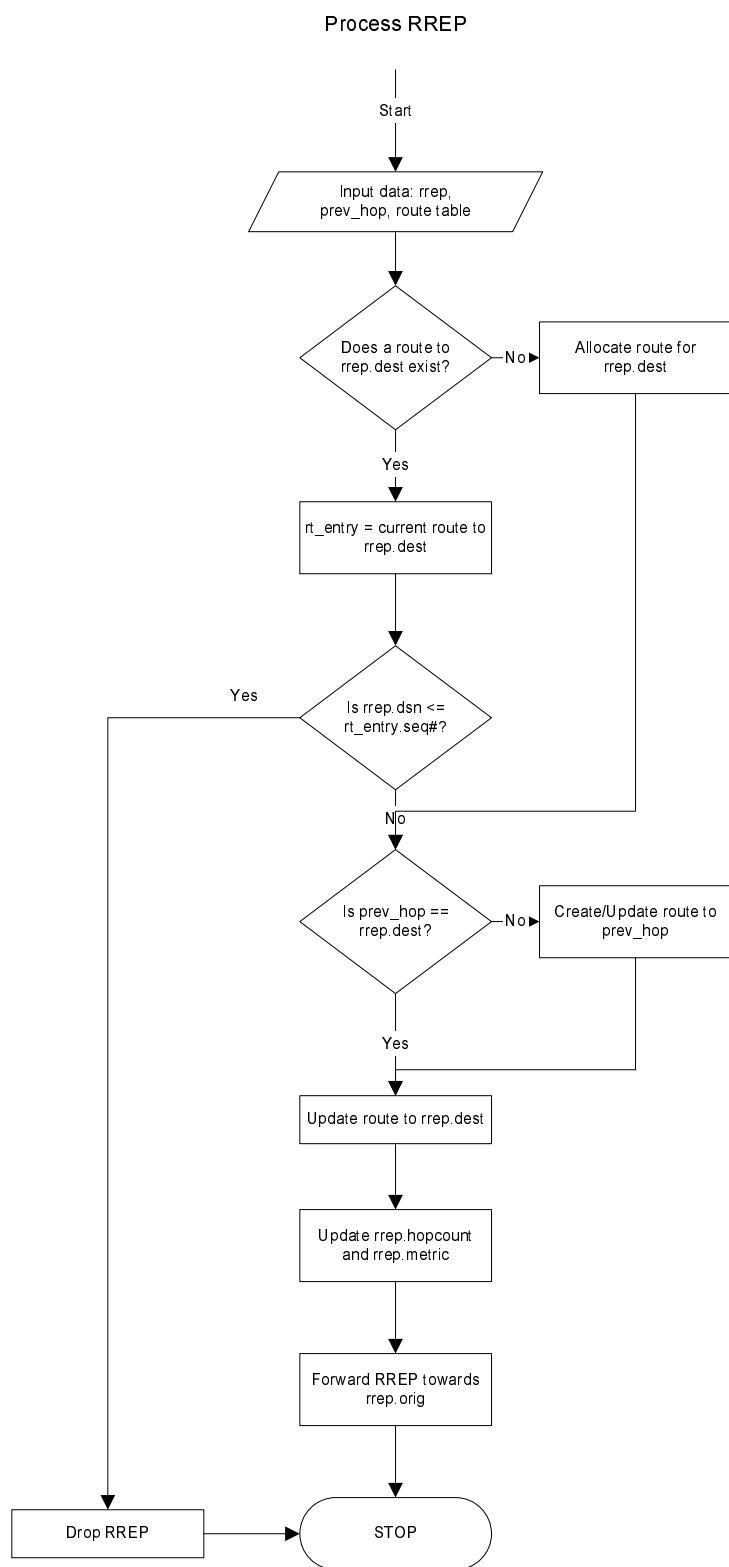 Process RREP
Start
Input data: rrep,
prev_hop, route table
Does a route to
rrep.dest exist?
No
Allocate route for
rrep.dest
Yes
rt_entry = current route to
rrep.dest
Yes
Is rrep.dsn <=
rt_entry.seq#?
No
Is prev_hop ==
rrep.dest?
No
Create/Update route to
prev_hop
Yes
Update route to rrep.dest
Update rrep.hopcount
and rrep.metric
Forward RREP towards
rrep.orig
Drop RREP
STOP